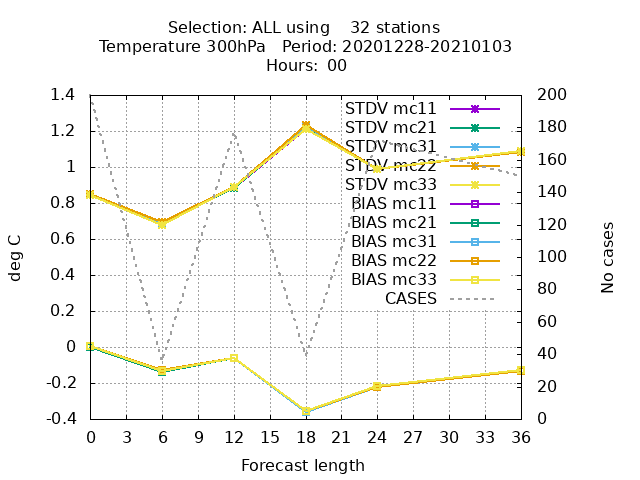 Selection: ALL using    32 stations
Temperature 300hPa   Period: 20201228-20210103
Hours: 00
1.4
1.2
1
0.8
0.6
0.4
0.2
0
-0.2
-0.4
deg C
STDV mc11
STDV mc21
STDV mc31
STDV mc22
STDV mc33
BIAS mc11
BIAS mc21
BIAS mc31
BIAS mc22
BIAS mc33
CASES
200
180
160
140
120
100
80
60
40
20
0
No cases
0 3 6 9 12 15 18 21 24 27 30 33 36
Forecast length